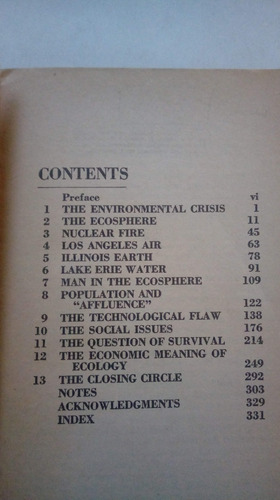 CONTENTS
Preface vi
1 THE ENVIRONMENTAL CRISIS 1
2 THE ECOSPHERE 11
3 NUCLEAR FIRE 45
4 LOS ANGELES AIR 63
5 ILLINOIS EARTH 78
6 LAKE ERIE WATER 91
7 MAN IN THE ECOSPHERE 109
8 POPULATION AND
"AFFLUENCE" 122
9 THE TECHNOLOGICAL FLAW 138
10 THE SOCIAL ISSUES 176
11 THE QUESTION OF SURVIVAL 214
12 THE ECONOMIC MEANING OF
ECOLOGY 249
13 THE CLOSING CIRCLE 292
NOTES 303
ACKNOWLEDGMENTS 329
INDEX 331